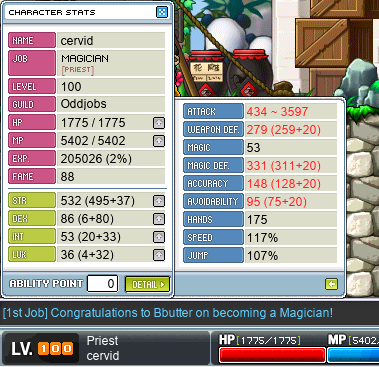 CHARACTER STATS
NAME cervid
JOB MAGICIAN
[PRIEST]
LEVEL 100
GUILD Oddjobs
HP 1775 / 1775
MP 5402 / 5402
EXP. 205026 (2%)
FAME 88
STR 532 (495+37)
DEX 86 (6+80)
INT 53 (20+33)
LUK 36 (4+32)
ABILITY POINT 0 DETAIL
ATTACK 434 ~ 3597
WEAPON DEF. 279 (259+20)
MAGIC 53
MAGIC DEF. 331 (311+20)
ACCURACY 148 (128+20)
AVOIDABILITY 95 (75+20)
HANDS 175
SPEED 117%
JUMP 107%
[1st Job] Congratulations to Bbutter on becoming a Magician!
LV. 100
Priest
cervid
HP [1775/1775]
MP [5402